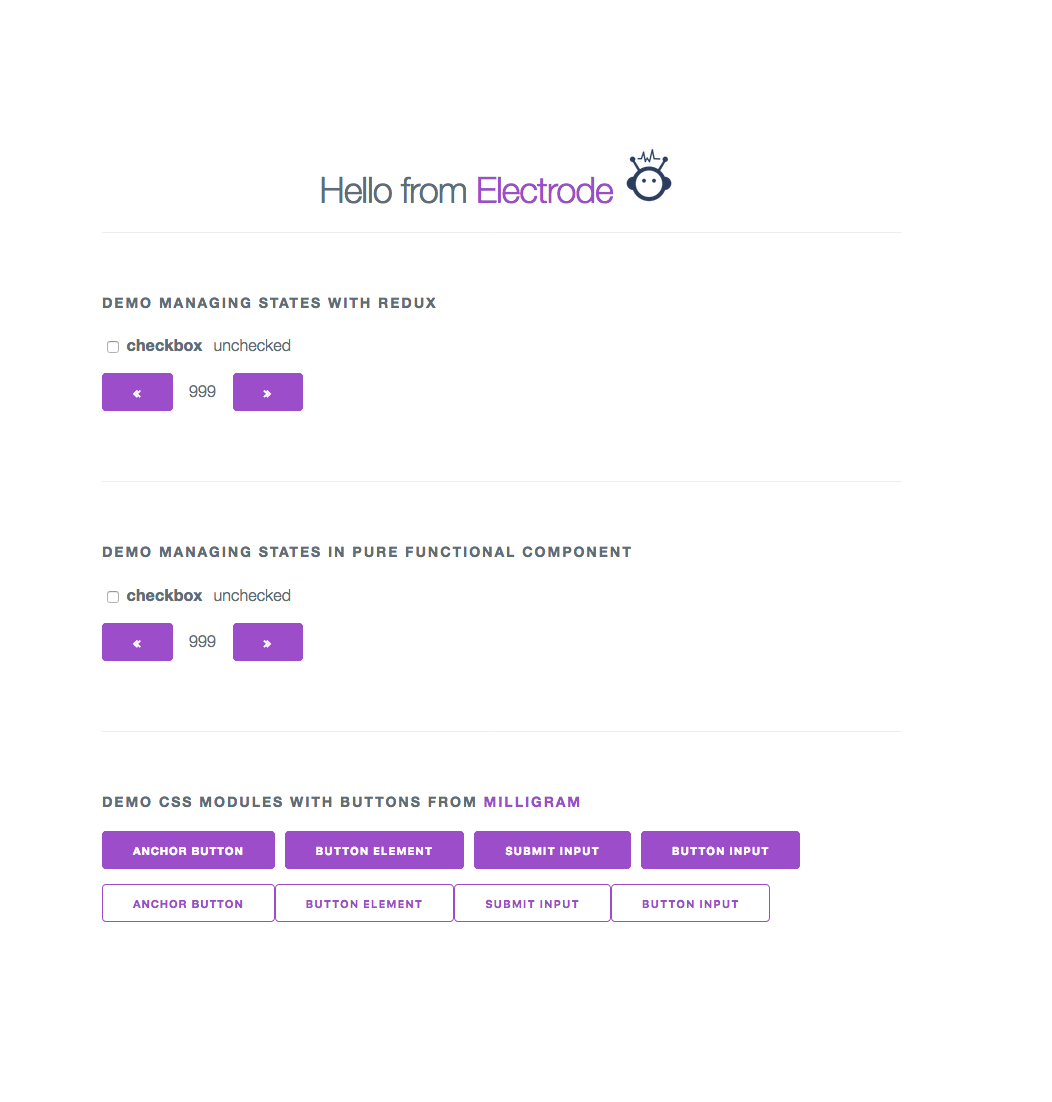 Hello from Electrode
DEMO MANAGING STATES WITH REDUX
checkbox unchecked
« 999 »
DEMO MANAGING STATES IN PURE FUNCTIONAL COMPONENT
checkbox unchecked
« 999 »
DEMO CSS MODULES WITH BUTTONS FROM MILLIGRAM
ANCHOR BUTTON BUTTON ELEMENT SUBMIT INPUT BUTTON INPUT
ANCHOR BUTTON BUTTON ELEMENT SUBMIT INPUT BUTTON INPUT